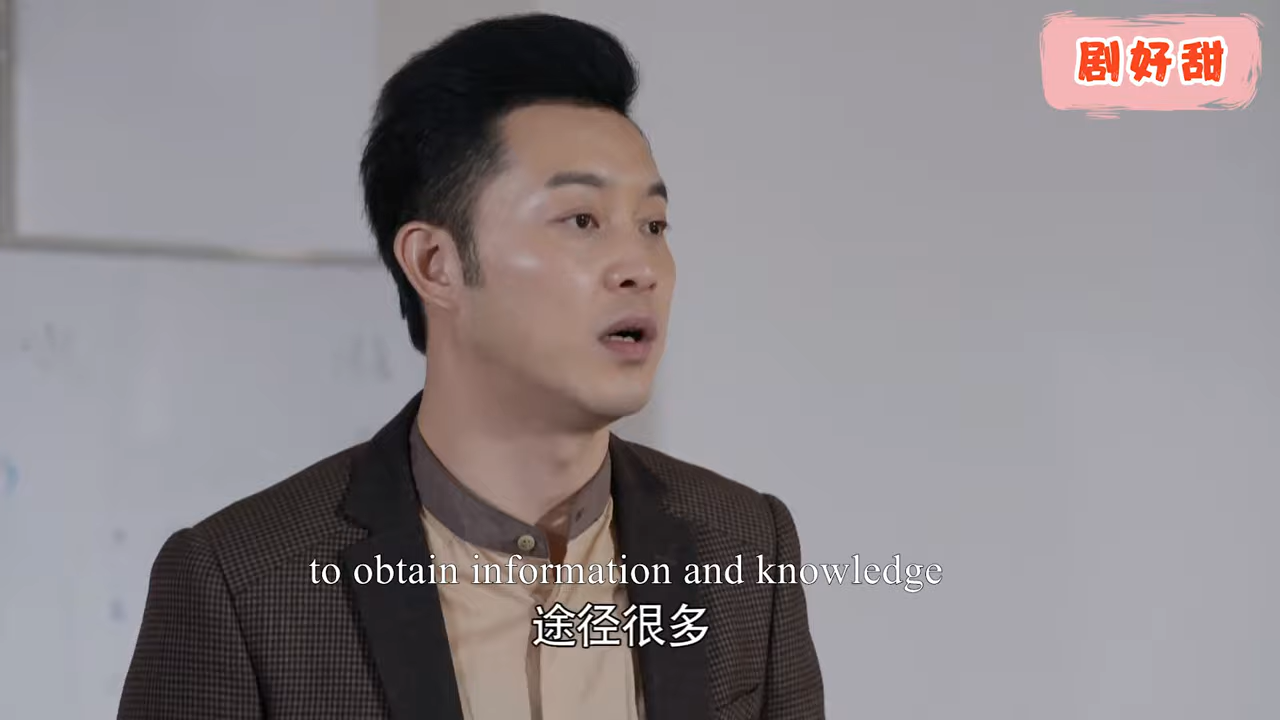 剧好甜
to obtain information and knowledge
途径很多